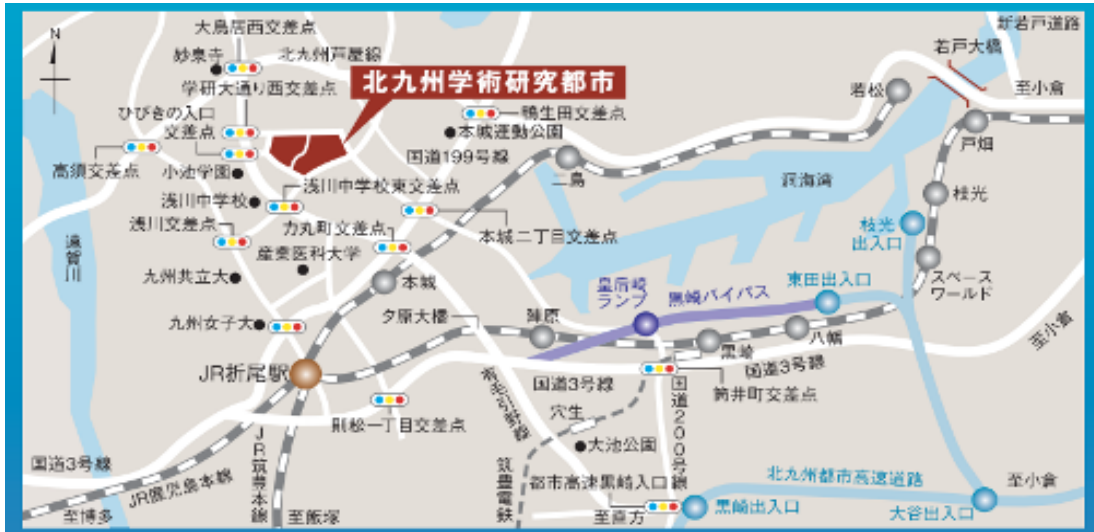 大鳥居西交差点
新若戸道路
N
妙泉寺
北九州芦屋線
若戸大橋
学研大通り西交差点
北九州学術研究都市
若松
至小倉
ひびきの入口
交差点
鴨生田交差点
本城運動公園
戸畑
高須交差点
小池学園
国道199号線
二島
洞海湾
浅川中学校東交差点
浅川中学校
枝光
浅川交差点
力丸町交差点
本城二丁目交差点
枝光
出入口
遠賀川
産業医科大学
九州共立大
本城
皇后崎
ランプ
黒崎バイパス
東田出入口
スペース
ワールド
九州女子大
夕原大橋
陣原
八幡
至小倉
JR折尾駅
黒崎
国道3号線
国道3号線
筒井町交差点
則松一丁目交差点
穴生
国道200号線
大池公園
国道3号線
JR鹿児島本線
JR筑豊本線
筑豊電鉄
都市高速黒崎入口
北九州都市高速道路
至小倉
至博多
至飯塚
至直方
黒崎出入口
大谷出入口